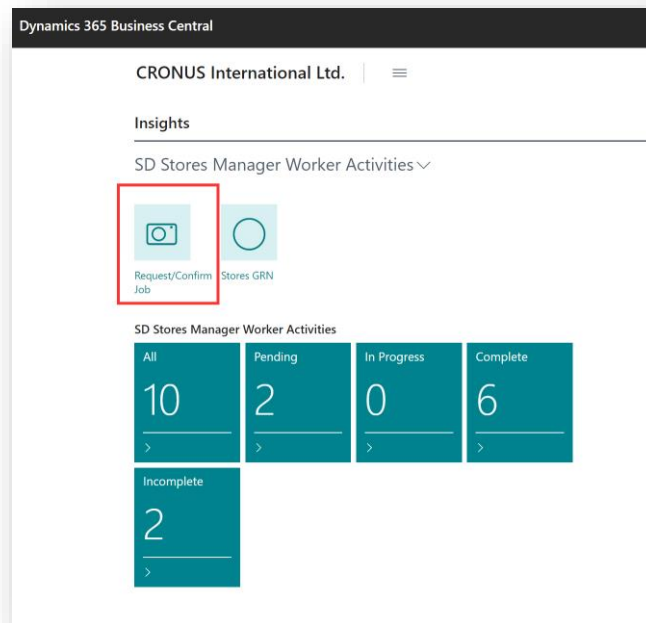 Dynamics 365 Business Central
CRONUS International Ltd.
Insights
SD Stores Manager Worker Activities
Request/Confirm Stores GRN
Job
SD Stores Manager Worker Activities
All Pending In Progress Complete
10 2 0 6
Incomplete
2